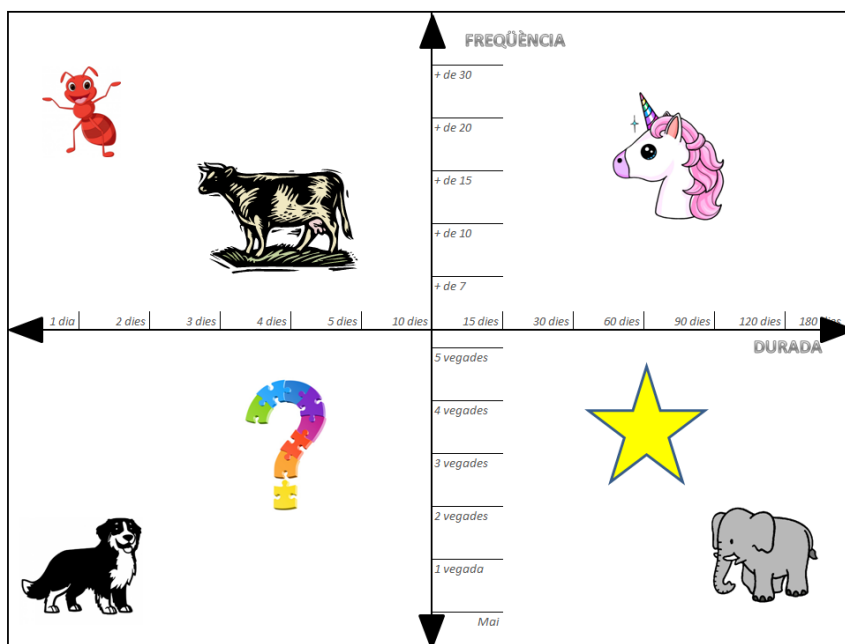 FREQÜÈNCIA
+ de 30
+ de 20
+ de 15
+ de 10
+ de 7
1 dia 2 dies 3 dies 4 dies 5 dies 10 dies 15 dies 30 dies 60 dies 90 dies 120 dies 180 dies
DURADA
5 vegades
4 vegades
3 vegades
2 vegades
1 vegada
Mai